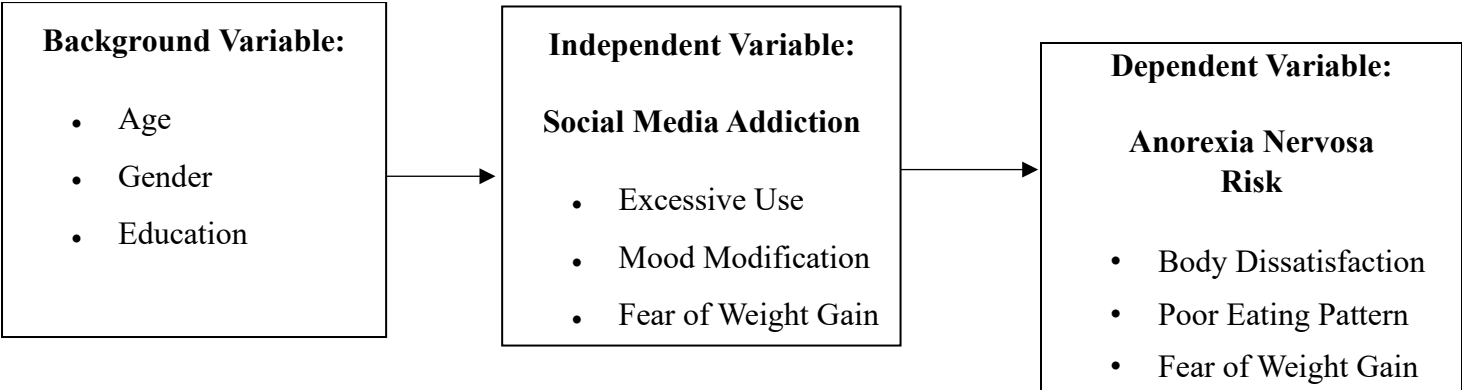 Background Variable:
• Age
• Gender
• Education
Independent Variable:
Social Media Addiction
• Excessive Use
• Mood Modification
• Fear of Weight Gain
Dependent Variable:
Anorexia Nervosa
Risk
• Body Dissatisfaction
• Poor Eating Pattern
• Fear of Weight Gain